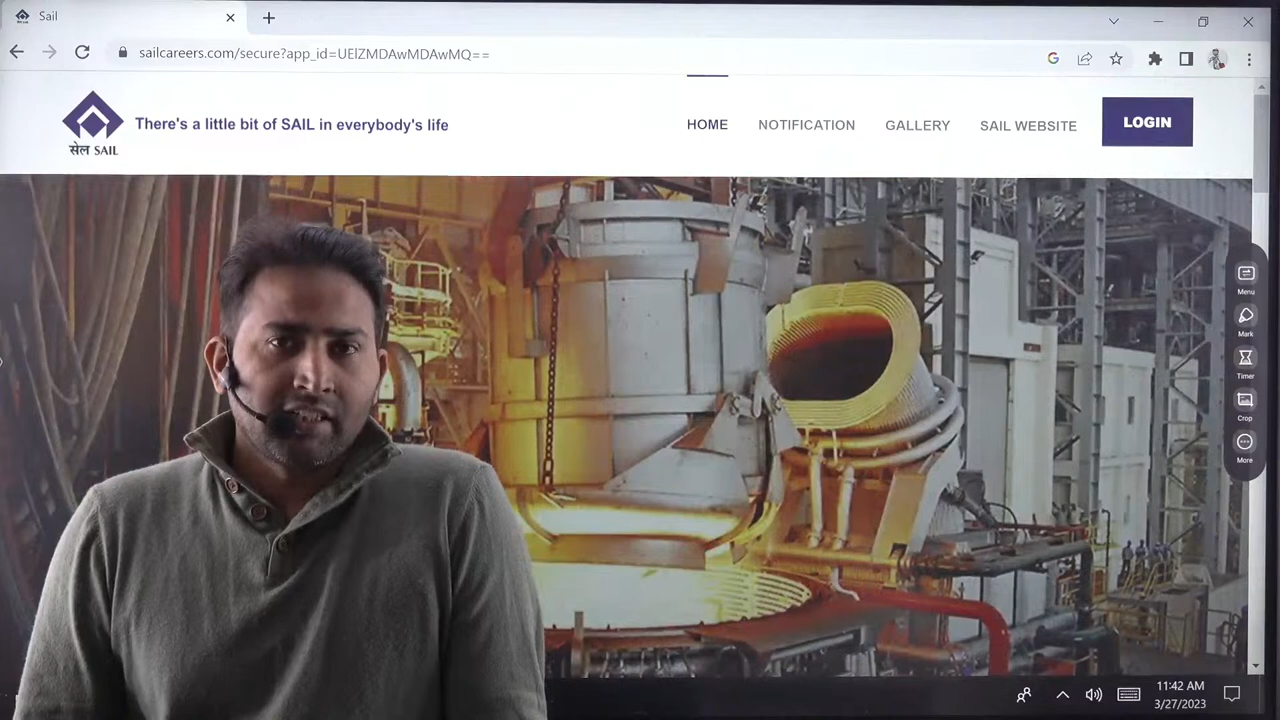 Sail
sailcareers.com/secure?app_id=UElZMDAwMDAwMQ==
सेल SAIL
There's a little bit of SAIL in everybody's life
HOME
NOTIFICATION
GALLERY
SAIL WEBSITE
LOGIN
Menu
Mark
Timer
Crop
More
11:42 AM
3/27/2023